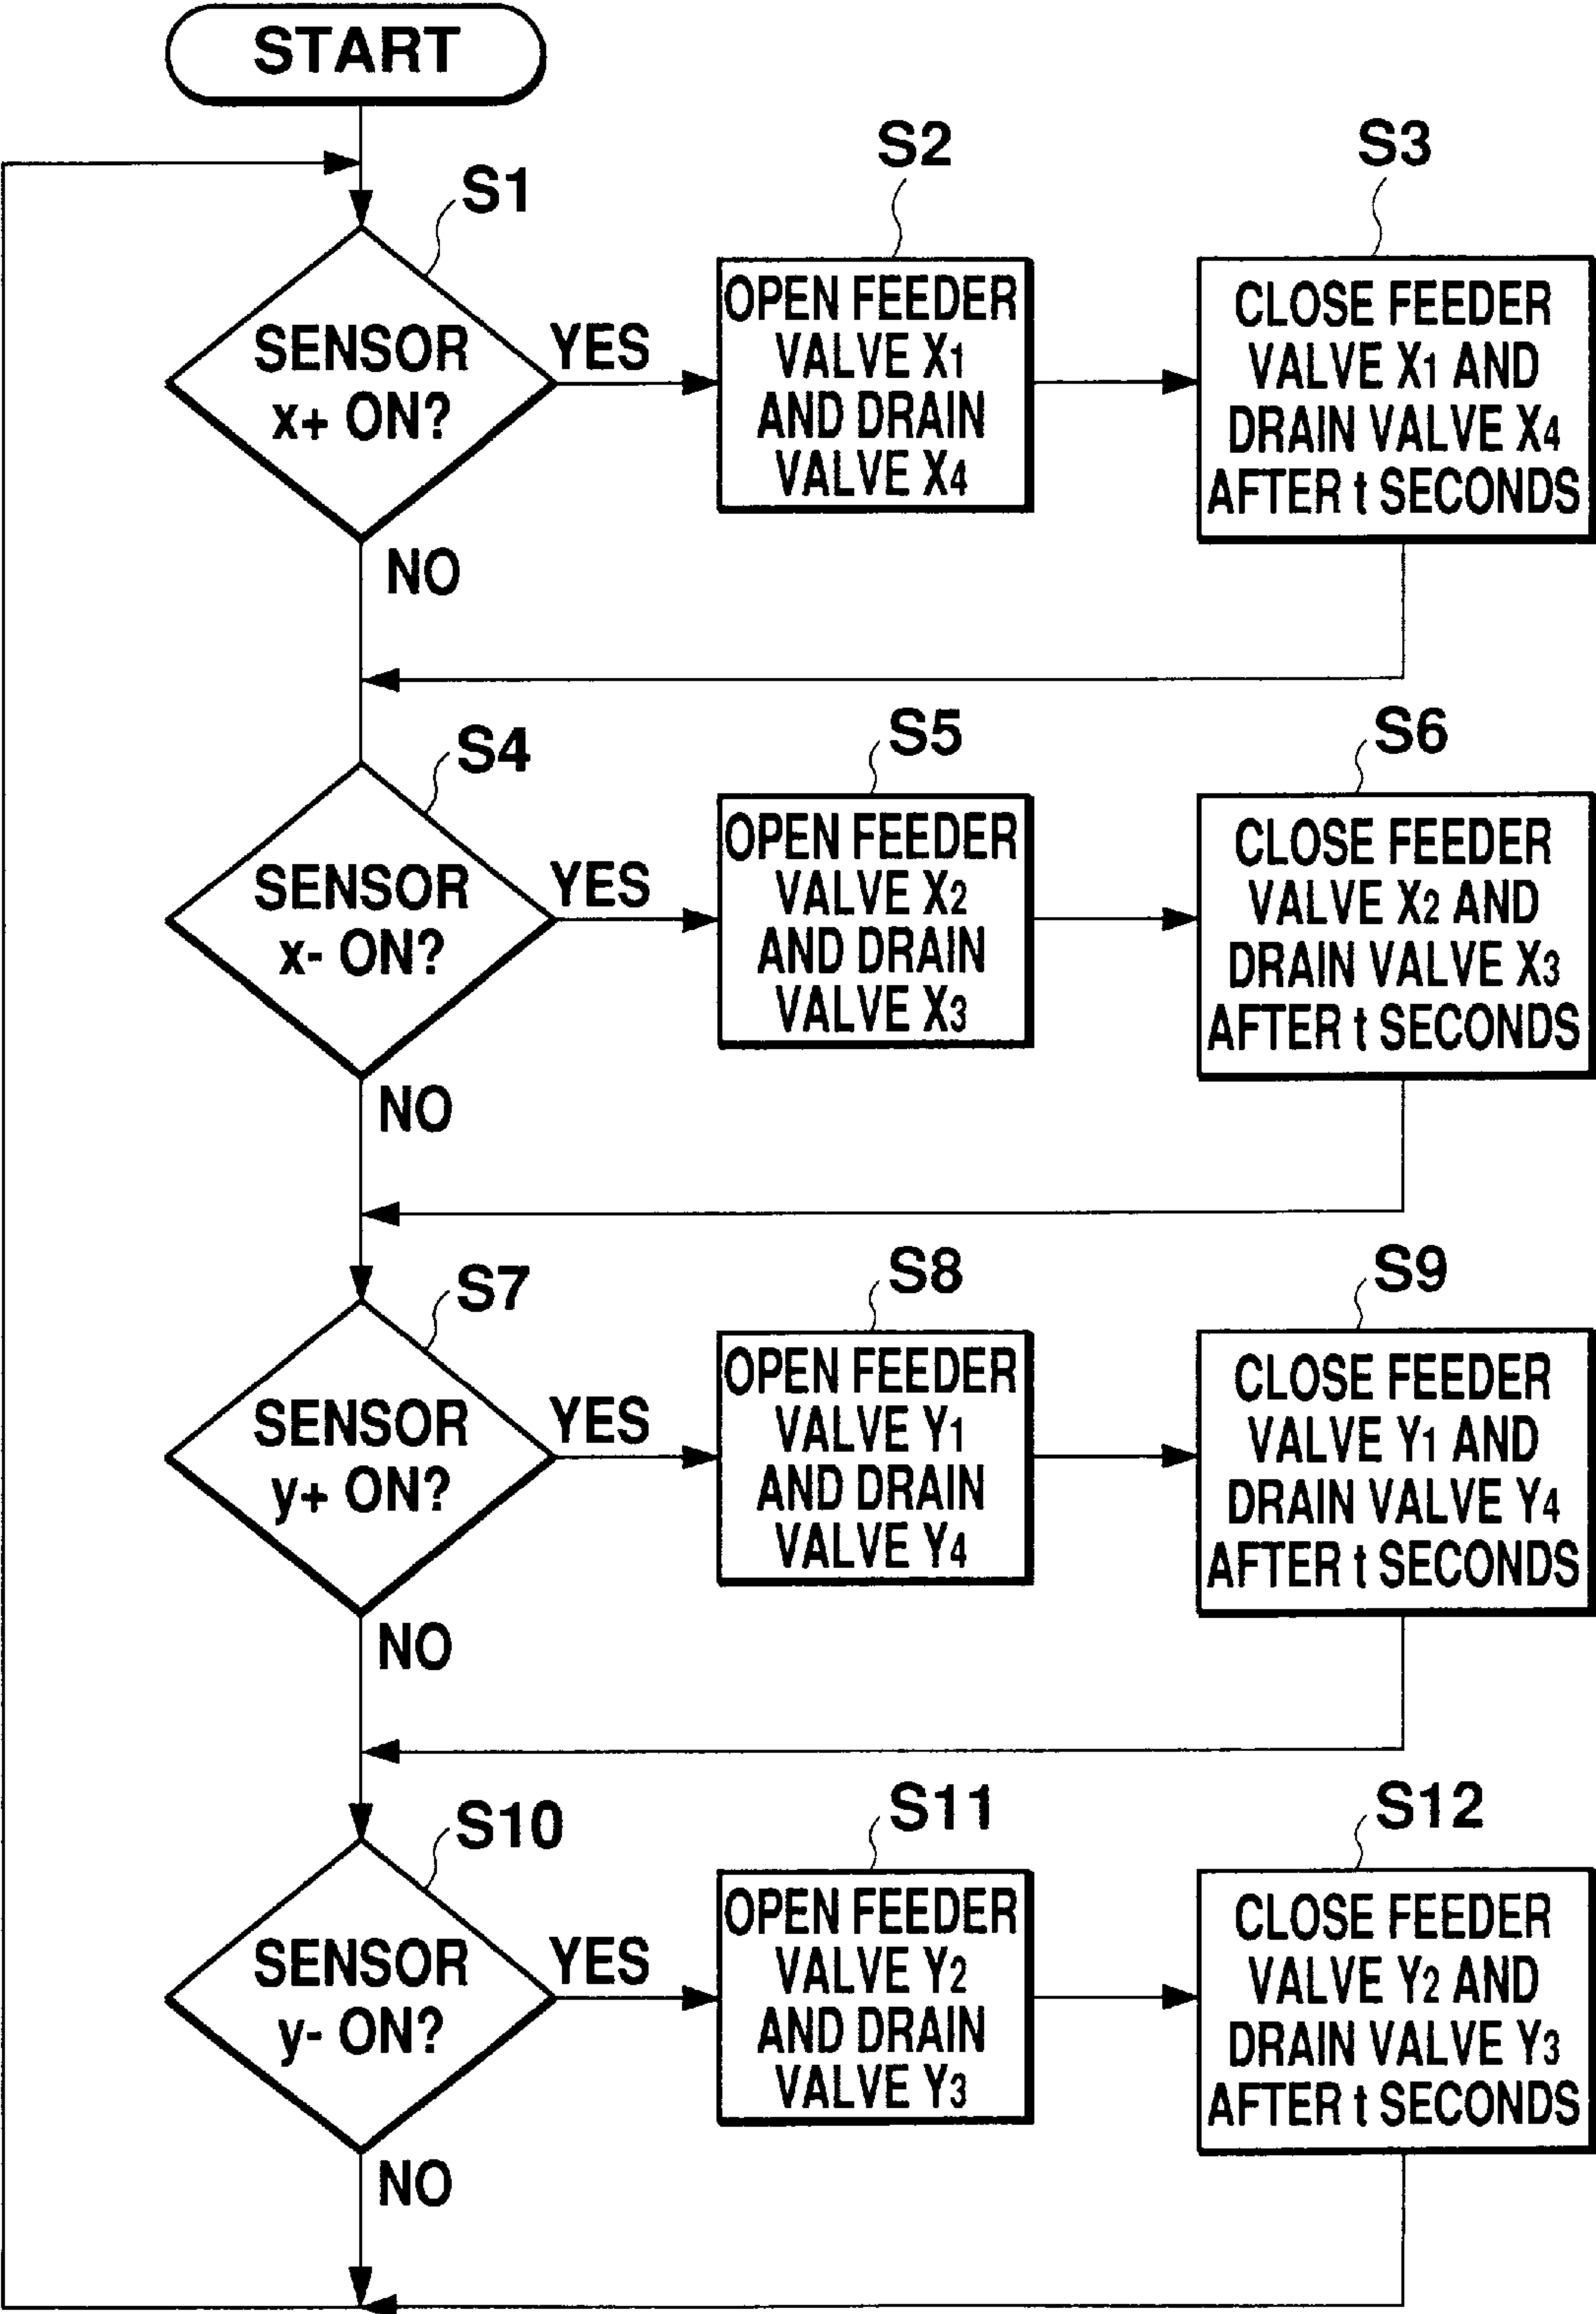 START
S1
SENSOR
x+ ON?
YES
NO
S2
OPEN FEEDER
VALVE X1
AND DRAIN
VALVE X4
S3
CLOSE FEEDER
VALVE X1 AND
DRAIN VALVE X4
AFTER t SECONDS
S4
SENSOR
x- ON?
YES
NO
S5
OPEN FEEDER
VALVE X2
AND DRAIN
VALVE X3
S6
CLOSE FEEDER
VALVE X2 AND
DRAIN VALVE X3
AFTER t SECONDS
S7
SENSOR
y+ ON?
YES
NO
S8
OPEN FEEDER
VALVE Y1
AND DRAIN
VALVE Y4
S9
CLOSE FEEDER
VALVE Y1 AND
DRAIN VALVE Y4
AFTER t SECONDS
S10
SENSOR
y- ON?
YES
NO
S11
OPEN FEEDER
VALVE Y2
AND DRAIN
VALVE Y3
S12
CLOSE FEEDER
VALVE Y2 AND
DRAIN VALVE Y3
AFTER t SECONDS